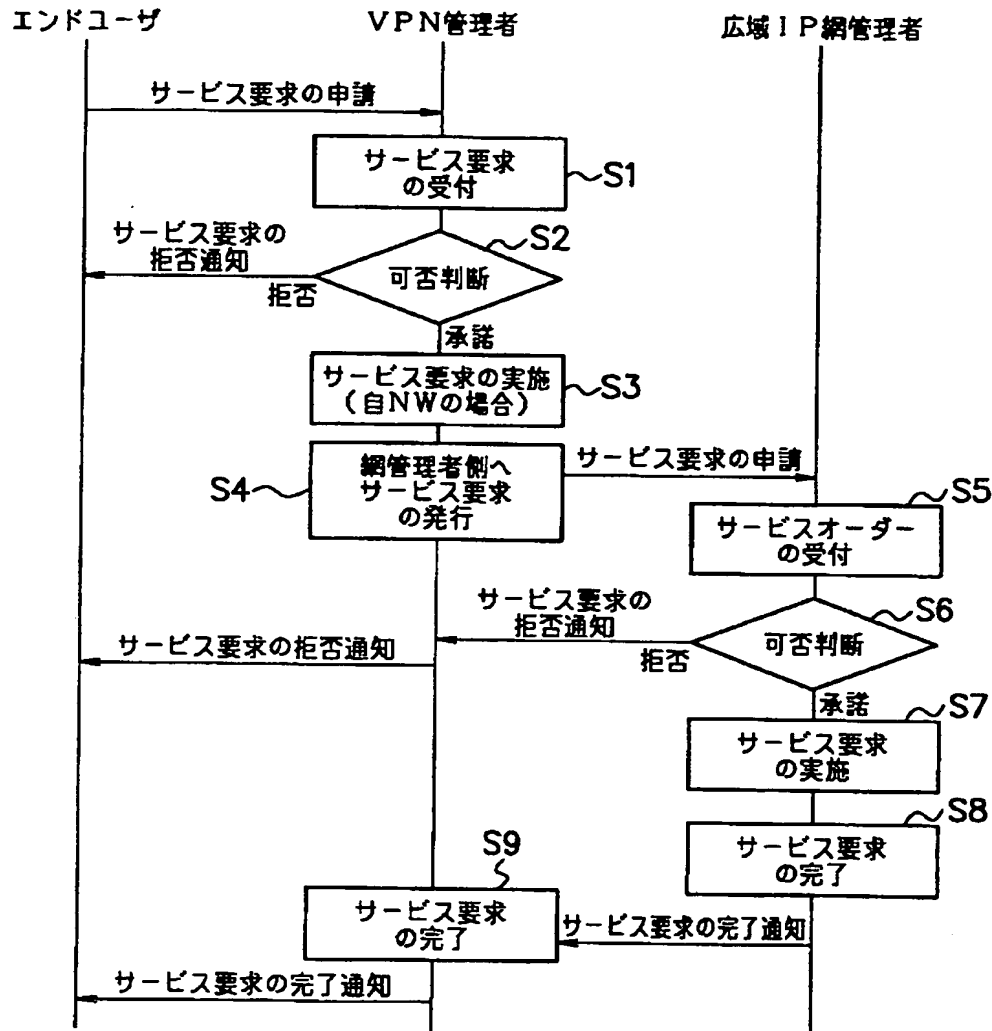 エンドユーザ
VPN管理者
広域IP網管理者
サービス要求の申請
サービス要求
の受付
S1
サービス要求の
拒否通知
S2
可否判断
拒否
承諾
サービス要求の実施
(自NWの場合)
S3
網管理者側へ
サービス要求
の発行
S4
サービス要求の申請
S5
サービスオーダー
の受付
サービス要求の
拒否通知
S6
可否判断
拒否
サービス要求の拒否通知
承諾
S7
サービス要求
の実施
S8
サービス要求
の完了
S9
サービス要求
の完了
サービス要求の完了通知
サービス要求の完了通知